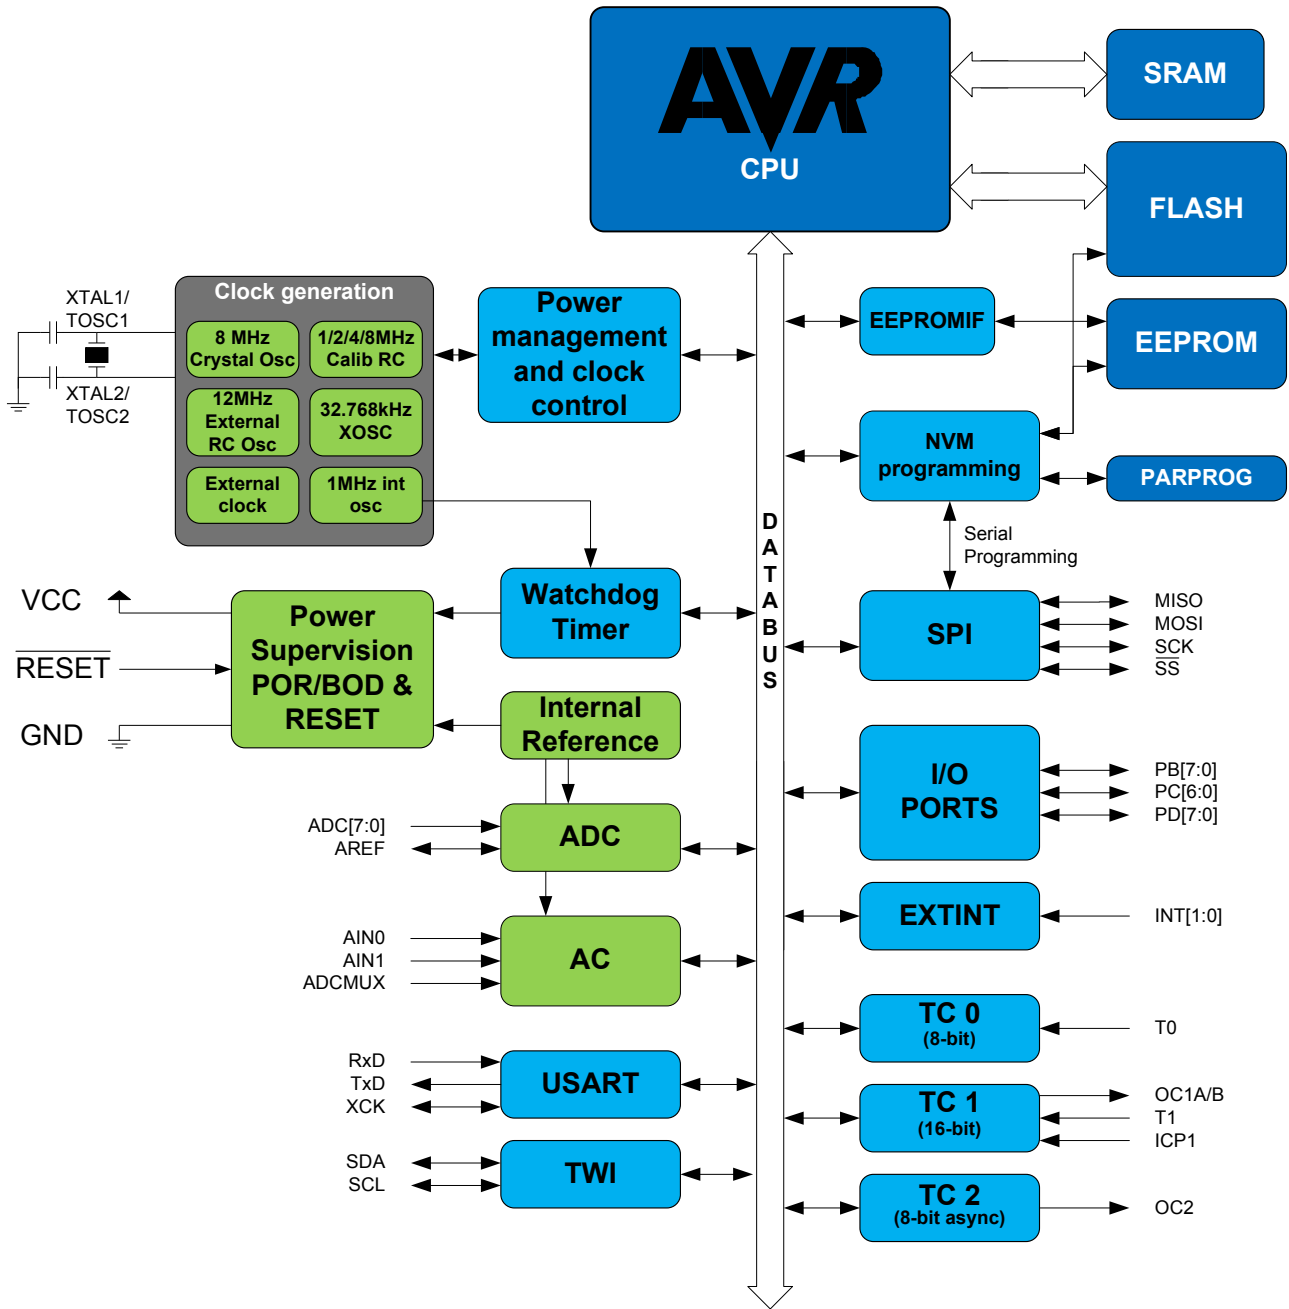 AVR
CPU
SRAM
FLASH
EEPROM
PARPROG
EEPROMIF
NVM
programming
Serial
Programming
SPI
MISO
MOSI
SCK
SS
I/O
PORTS
PB[7:0]
PC[6:0]
PD[7:0]
EXTINT
INT[1:0]
TC 0
(8-bit)
T0
TC 1
(16-bit)
OC1A/B
T1
ICP1
TC 2
(8-bit async)
OC2
DATABUS
Clock generation
8 MHz
Crystal Osc
1/2/4/8MHz
Calib RC
12MHz
External
RC Osc
32.768kHz
XOSC
External
clock
1MHz int
osc
XTAL1/
TOSC1
XTAL2/
TOSC2
Power
management
and clock
control
VCC
RESET
GND
Power
Supervision
POR/BOD &
RESET
Watchdog
Timer
Internal
Reference
ADC[7:0]
AREF
ADC
AIN0
AIN1
ADCMUX
AC
RxD
TxD
XCK
USART
SDA
SCL
TWI